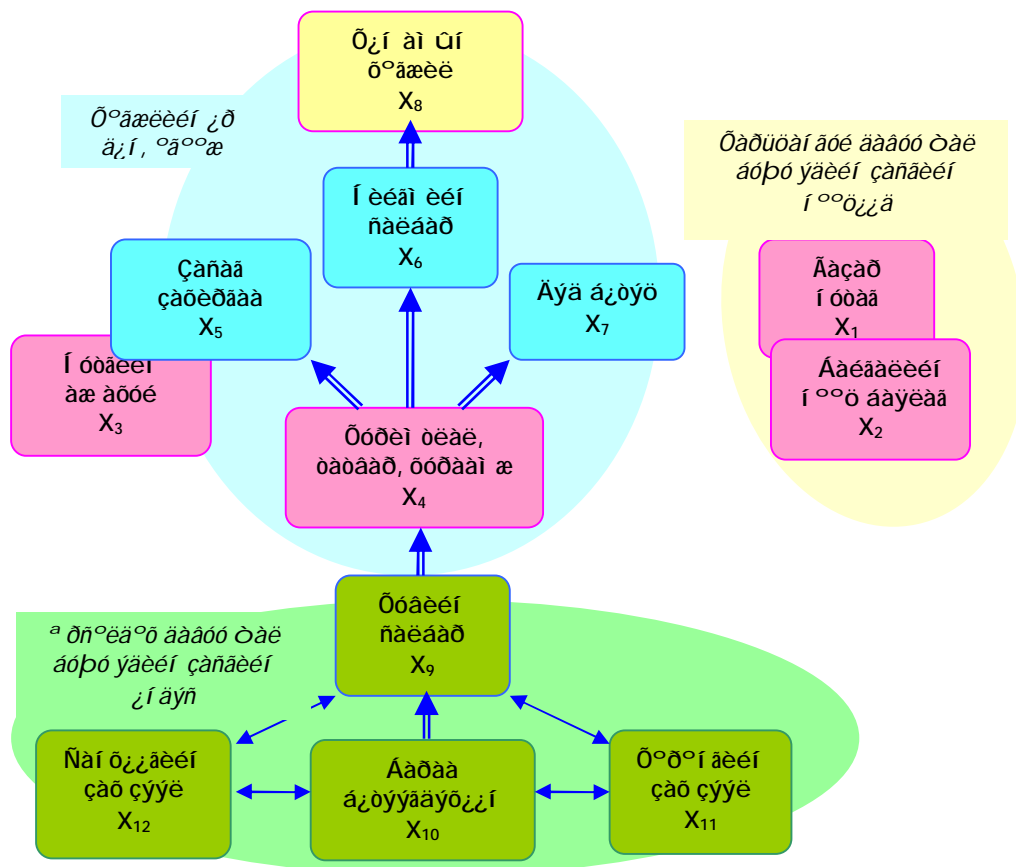 Õ¿í àì ûí
õºãæèë
X8
Õºãæëèéí ¿ð
ä¿í, ºãººæ
Õàðüöàí ãóé äàâóó òàë
áóþó ýäèéí çàñãèéí
í ººö¿¿ä
Í èéãì èéí
ñàëáàð
X6
Çàñàã
çàõèðãàà
X5
Äýä á¿òýö
X7
Ãàçàð
í óòàã
X1
Í óòãèéí
àæ àõóé
X3
Áàéãàëèéí
í ººö áàÿëàã
X2
Õóðèì òëàë,
òàòâàð, õóðààì æ
X4
Õóâèéí
ñàëáàð
X9
ª ðñºëäºõ äàâóó òàë
áóþó ýäèéí çàñãèéí
¿í äýñ
Ñàí õ¿¿ãèéí
çàõ çýýë
X12
Áàðàà
á¿òýýãäýõ¿¿í
X10
Õºðºí ãèéí
çàõ çýýë
X11